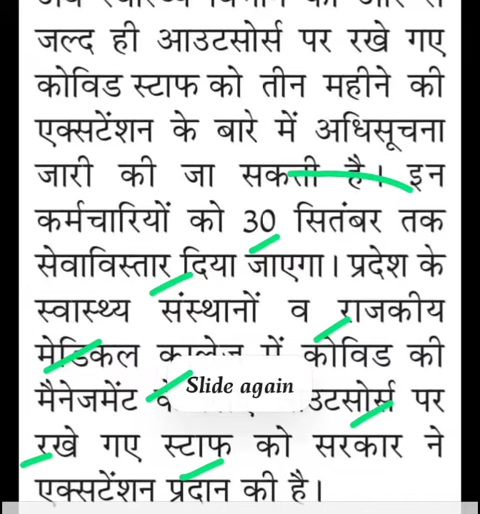 जल्द ही आउटसोर्स पर रखे गए
कोविड स्टाफ को तीन महीने की
एक्सटेंशन के बारे में अधिसूचना
जारी की जा सकती है। इन
कर्मचारियों को 30 सितंबर तक
सेवाविस्तार दिया जाएगा। प्रदेश के
स्वास्थ्य संस्थानों व राजकीय
मेडिकल कालेज में कोविड की
Slide again
मैनेजमेंट पर
रखे गए स्टाफ को सरकार ने
एक्सटेंशन प्रदान की है।